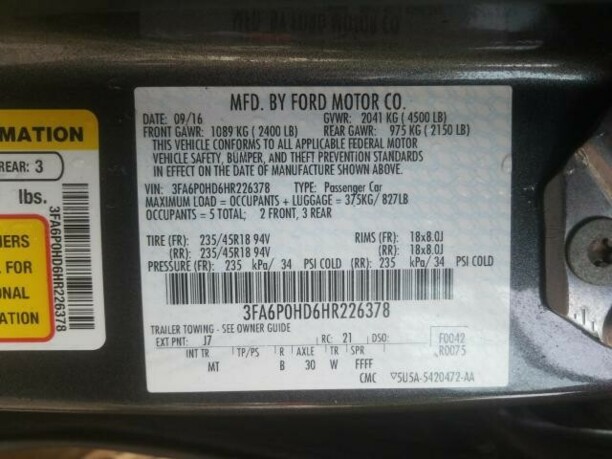 MFD. BY FORD MOTOR CO.
DATE: 09/16 GVWR: 2041 KG ( 4500 LB)
FRONT GAWR: 1089 KG ( 2400 LB) REAR GAWR: 975 KG ( 2150 LB)
THIS VEHICLE CONFORMS TO ALL APPLICABLE FEDERAL MOTOR
VEHICLE SAFETY, BUMPER, AND THEFT PREVENTION STANDARDS
IN EFFECT ON THE DATE OF MANUFACTURE SHOWN ABOVE.
VIN: 3FA6P0HD6HR226378 TYPE: Passenger Car
MAXIMUM LOAD = OCCUPANTS + LUGGAGE = 375KG/ 827LB
OCCUPANTS = 5 TOTAL; 2 FRONT, 3 REAR
TIRE (FR): 235/45R18 94V RIMS (FR): 18x8.0J
(RR): 235/45R18 94V (RR): 18x8.0J
PRESSURE (FR): 235 kPa/ 34 PSI COLD (RR): 235 kPa/ 34 PSI COLD
3FA6P0HD6HR226378
TRAILER TOWING - SEE OWNER GUIDE
EXT PNT: J7 RC: 21 DSO: F0042
R0075
INT TR TP/PS R AXLE TR SPR
MT B 30 W FFFF
CMC 5U5A-5420472-AA
RMATION
REAR: 3
lbs.
3FA6P0HD6HR226378
NERS
L FOR
ONAL
ATION